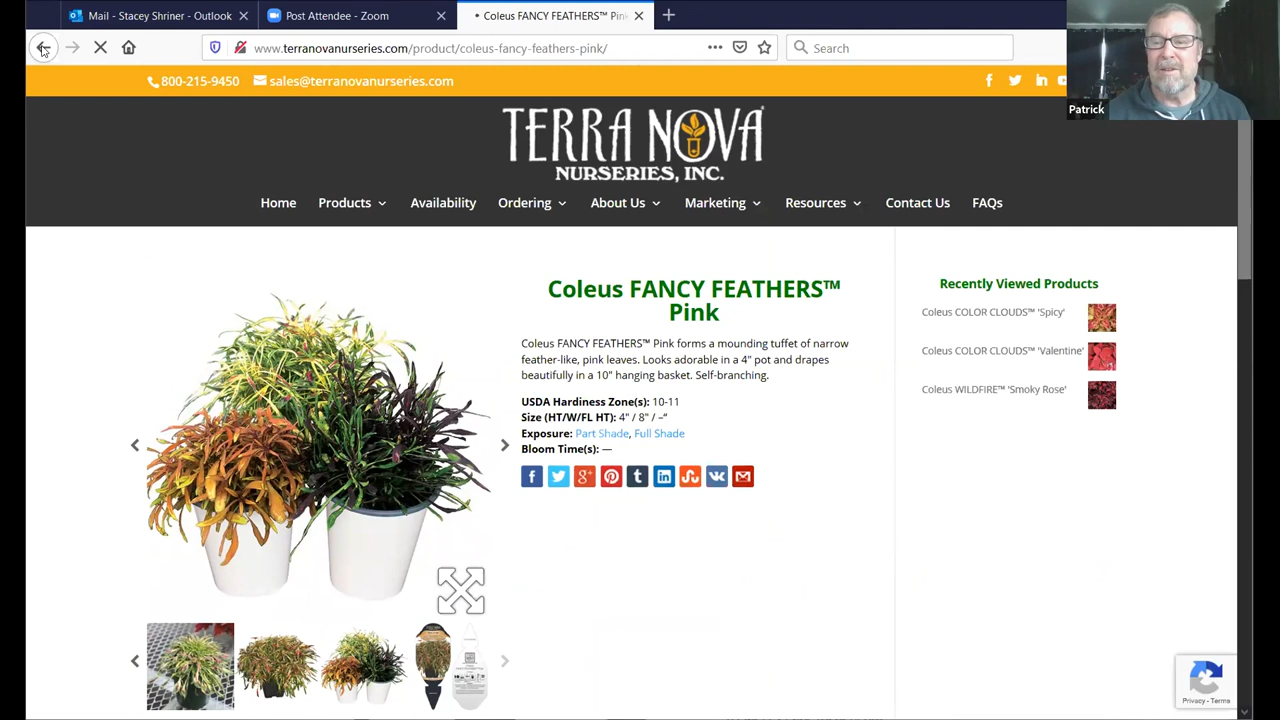 Mail - Stacey Shriner - Outlook
Post Attendee - Zoom
Coleus FANCY FEATHERS™ Pin
www.terranovanurseries.com/product/coleus-fancy-feathers-pink/
Search
Patrick
800-215-9450
sales@terranovanurseries.com
TERRA NOVA
NURSERIES, INC.
Home
Products
Availability
Ordering
About Us
Marketing
Resources
Contact Us
FAQs
Coleus FANCY FEATHERS™
Pink
Coleus FANCY FEATHERS™ Pink forms a mounding tuffet of narrow
feather-like, pink leaves. Looks adorable in a 4" pot and drapes
beautifully in a 10" hanging basket. Self-branching.
USDA Hardiness Zone(s): 10-11
Size (HT/W/FL HT): 4" / 8" / –"
Exposure: Part Shade, Full Shade
Bloom Time(s): —
Recently Viewed Products
Coleus COLOR CLOUDS™ 'Spicy'
Coleus COLOR CLOUDS™ 'Valentine'
Coleus WILDFIRE™ 'Smoky Rose'
Privacy - Terms